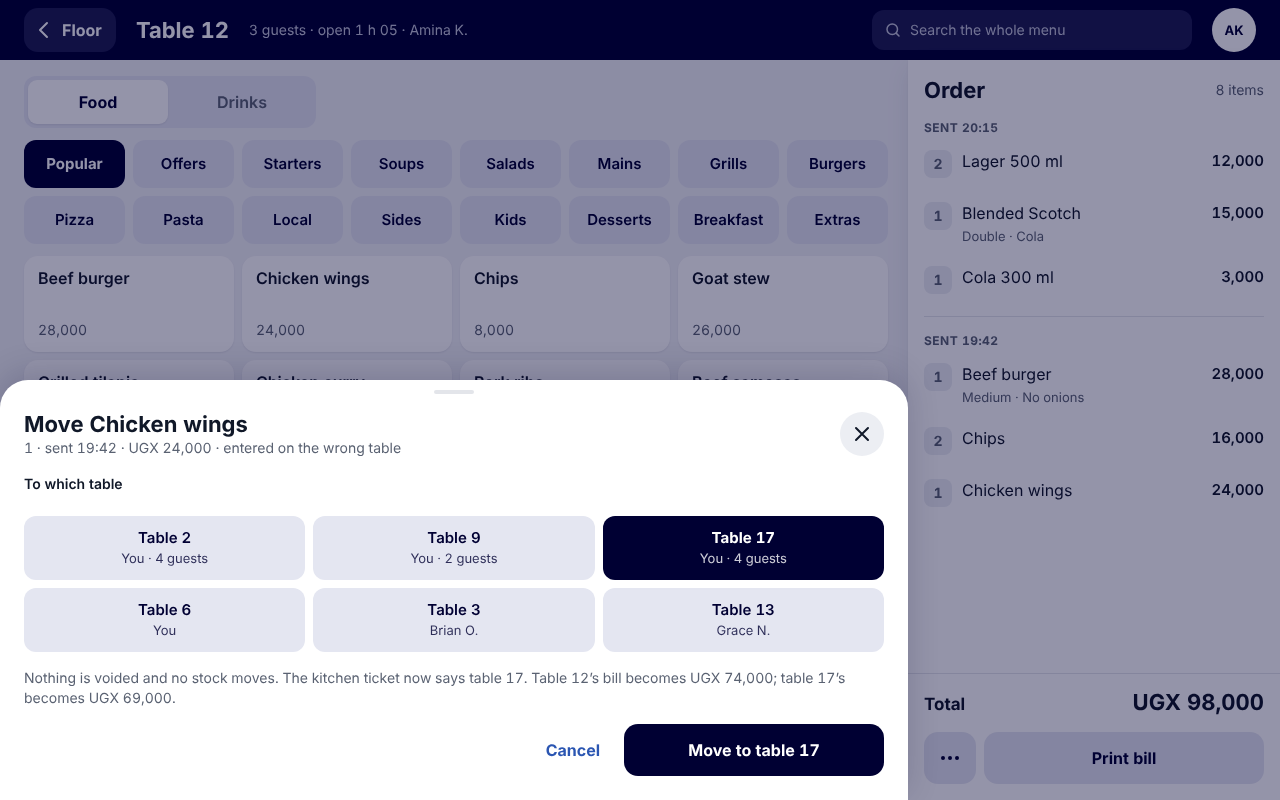 Floor
Table 12
3 guests · open 1 h 05 · Amina K.
Search the whole menu
AK
Food
Drinks
Popular
Offers
Starters
Soups
Salads
Mains
Grills
Burgers
Pizza
Pasta
Local
Sides
Kids
Desserts
Breakfast
Extras
Beef burger
28,000
Chicken wings
24,000
Chips
8,000
Goat stew
26,000
Move Chicken wings
1 · sent 19:42 · UGX 24,000 · entered on the wrong table
To which table
Table 2
You · 4 guests
Table 9
You · 2 guests
Table 17
You · 4 guests
Table 6
You
Table 3
Brian O.
Table 13
Grace N.
Nothing is voided and no stock moves. The kitchen ticket now says table 17. Table 12’s bill becomes UGX 74,000; table 17’s
becomes UGX 69,000.
Cancel
Move to table 17
Order
8 items
SENT 20:15
2 Lager 500 ml 12,000
1 Blended Scotch 15,000
Double · Cola
1 Cola 300 ml 3,000
SENT 19:42
1 Beef burger 28,000
Medium · No onions
2 Chips 16,000
1 Chicken wings 24,000
Total UGX 98,000
Print bill